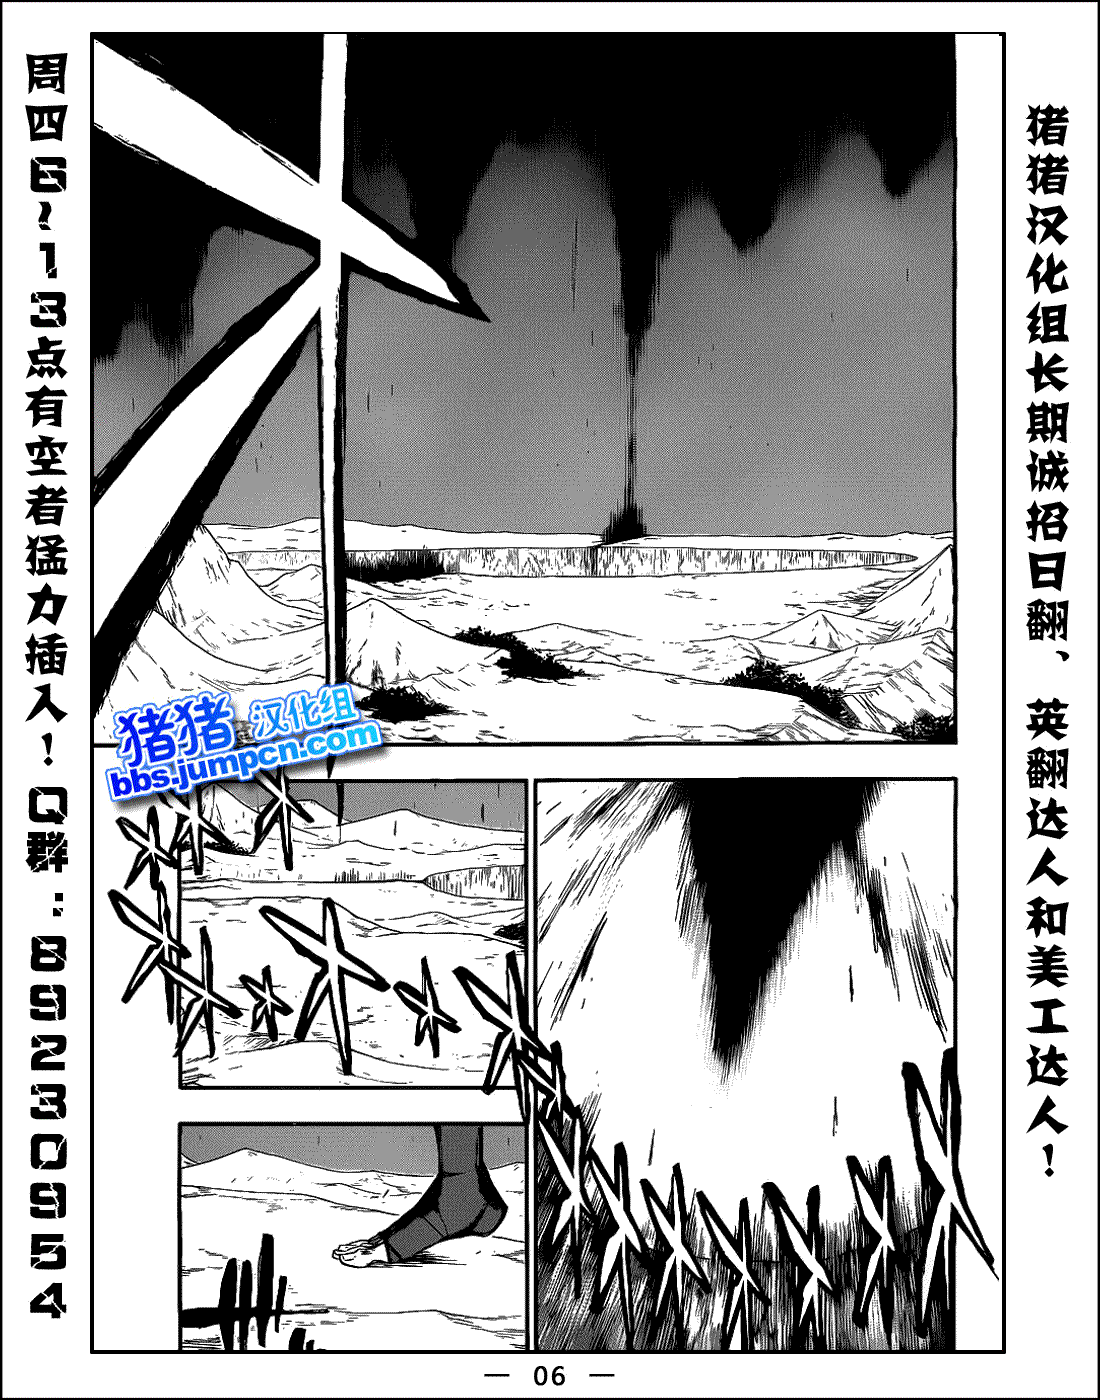 周四6~13点有空者猛力插入！Q群：89230954
猪猪汉化组长期诚招日翻、英翻达人和美工达人！
猪猪汉化组
bbs.jumpcn.com
— 06 —